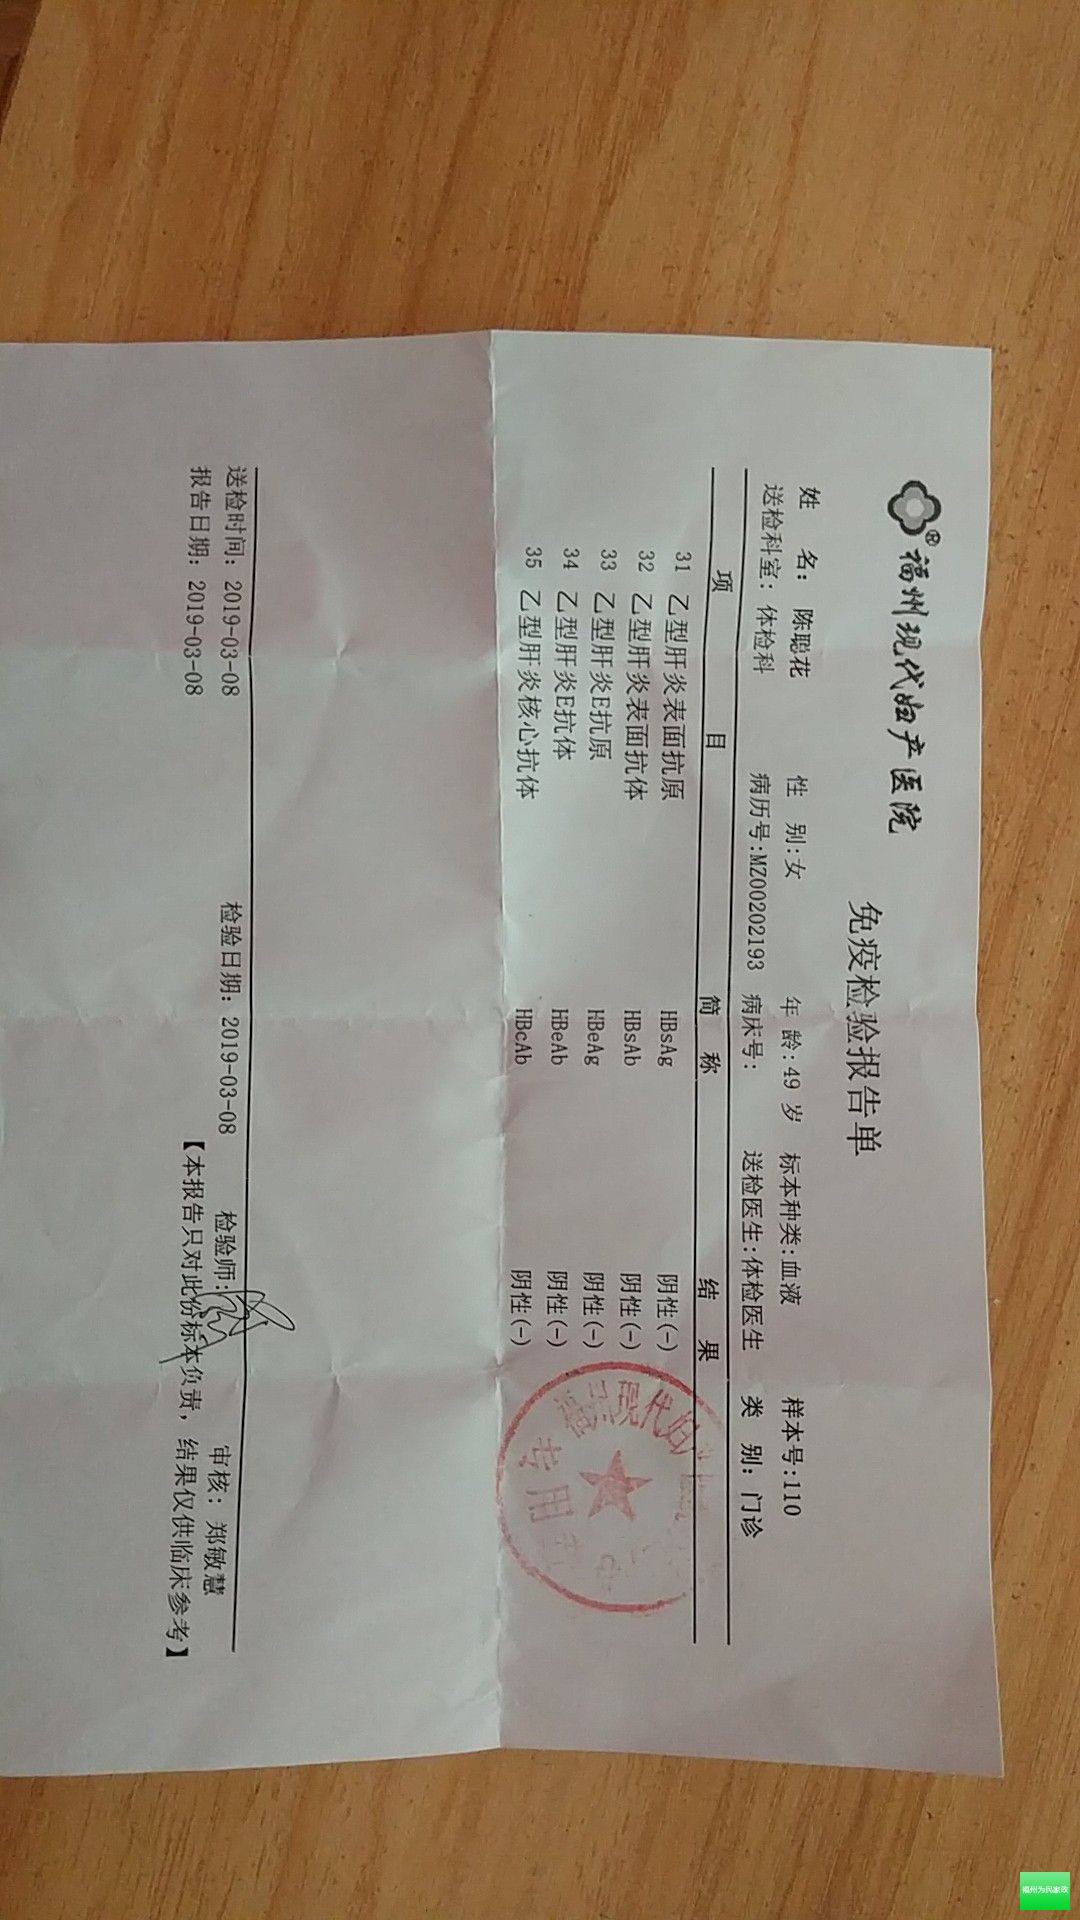 福州现代妇产医院
免疫检验报告单
姓 名: 陈聪花 性 别:女 年 龄:49 岁 标本种类:血液 样本号:110
送检科室: 体检科 病历号:MZ00202193 病床号: 送检医生:体检医生 类 别: 门诊
项 目 简 称 结 果
31 乙型肝炎表面抗原 HBsAg 阴性(-)
32 乙型肝炎表面抗体 HBsAb 阴性(-)
33 乙型肝炎E抗原 HBeAg 阴性(-)
34 乙型肝炎E抗体 HBeAb 阴性(-)
35 乙型肝炎核心抗体 HBcAb 阴性(-)
现代妇
专用
送检时间: 2019-03-08 检验日期: 2019-03-08 检验师: 审核: 郑敏慧
报告日期: 2019-03-08 【本报告只对此份标本负责, 结果仅供临床参考】
福州为民家政